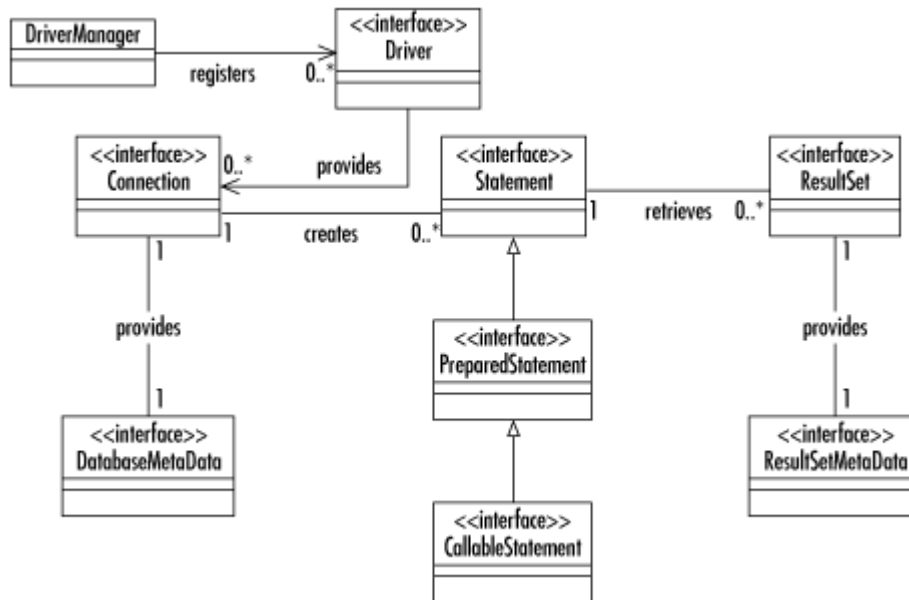 DriverManager
<<interface>>
Driver
registers
0..*
<<interface>>
Connection
0..*
provides
<<interface>>
Statement
<<interface>>
ResultSet
1
creates
0..*
1
retrieves
0..*
1
provides
1
<<interface>>
DatabaseMetaData
<<interface>>
PreparedStatement
1
provides
1
<<interface>>
ResultSetMetaData
<<interface>>
CallableStatement